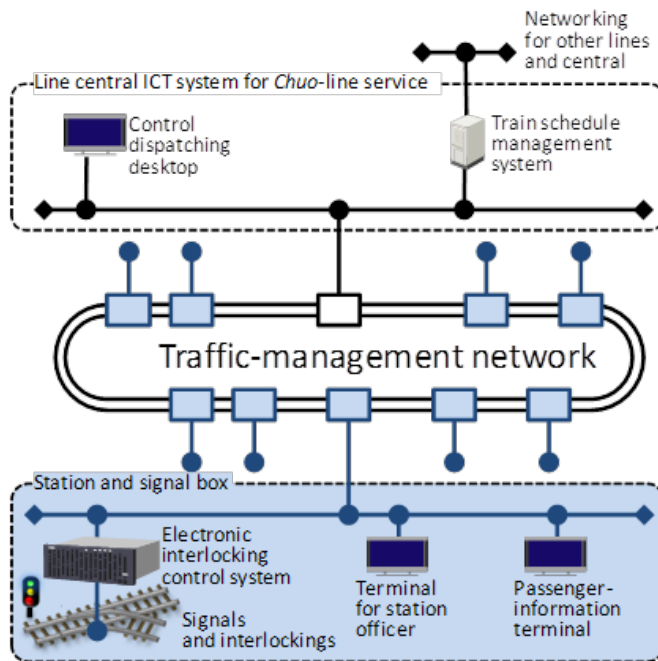 Networking
for other lines
and central
Line central ICT system for Chuo-line service
Control
dispatching
desktop
Train schedule
management
system
Traffic-management network
Station and signal box
Electronic
interlocking
control system
Signals
and interlockings
Terminal
for station
officer
Passenger-
information
terminal